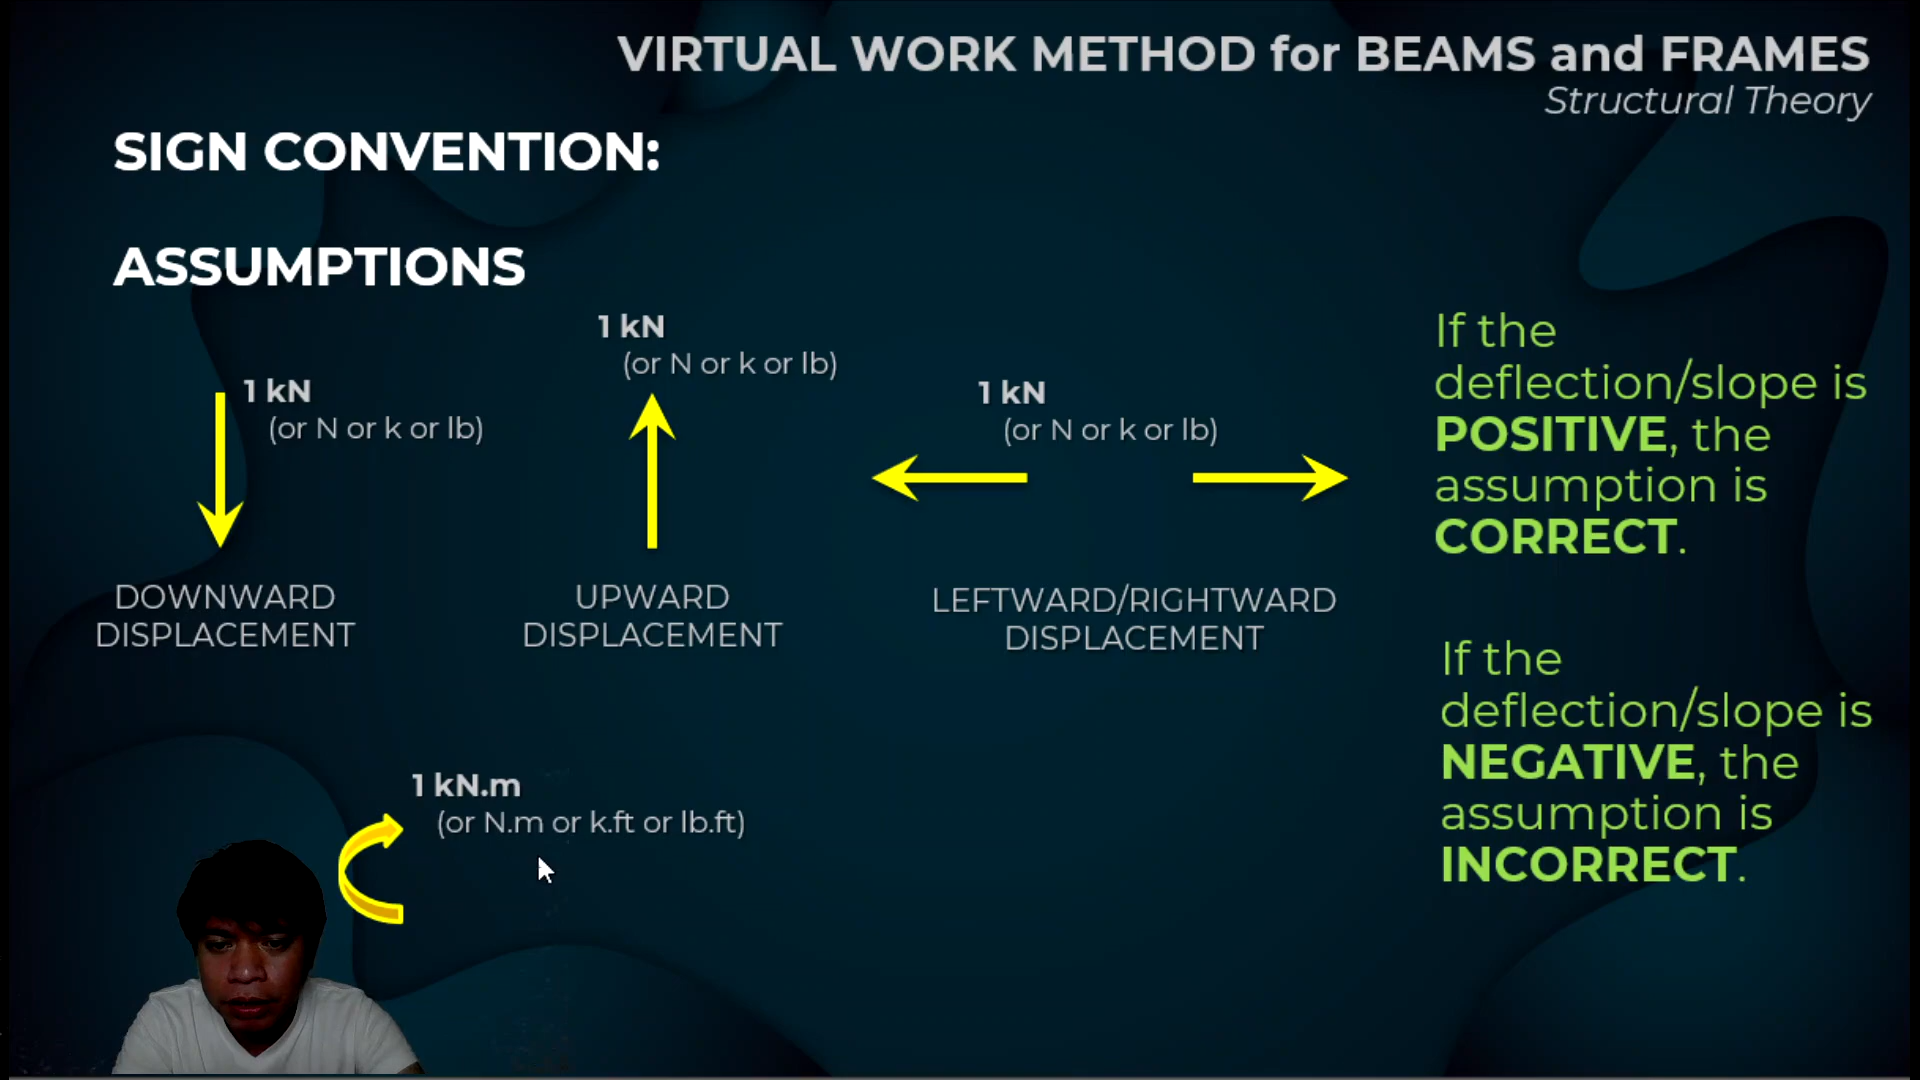 VIRTUAL WORK METHOD for BEAMS and FRAMES
Structural Theory
SIGN CONVENTION:
ASSUMPTIONS
1 kN
(or N or k or lb)
DOWNWARD
DISPLACEMENT
1 kN
(or N or k or lb)
UPWARD
DISPLACEMENT
1 kN
(or N or k or lb)
LEFTWARD/RIGHTWARD
DISPLACEMENT
1 kN.m
(or N.m or k.ft or lb.ft)
If the
deflection/slope is
POSITIVE, the
assumption is
CORRECT.
If the
deflection/slope is
NEGATIVE, the
assumption is
INCORRECT.